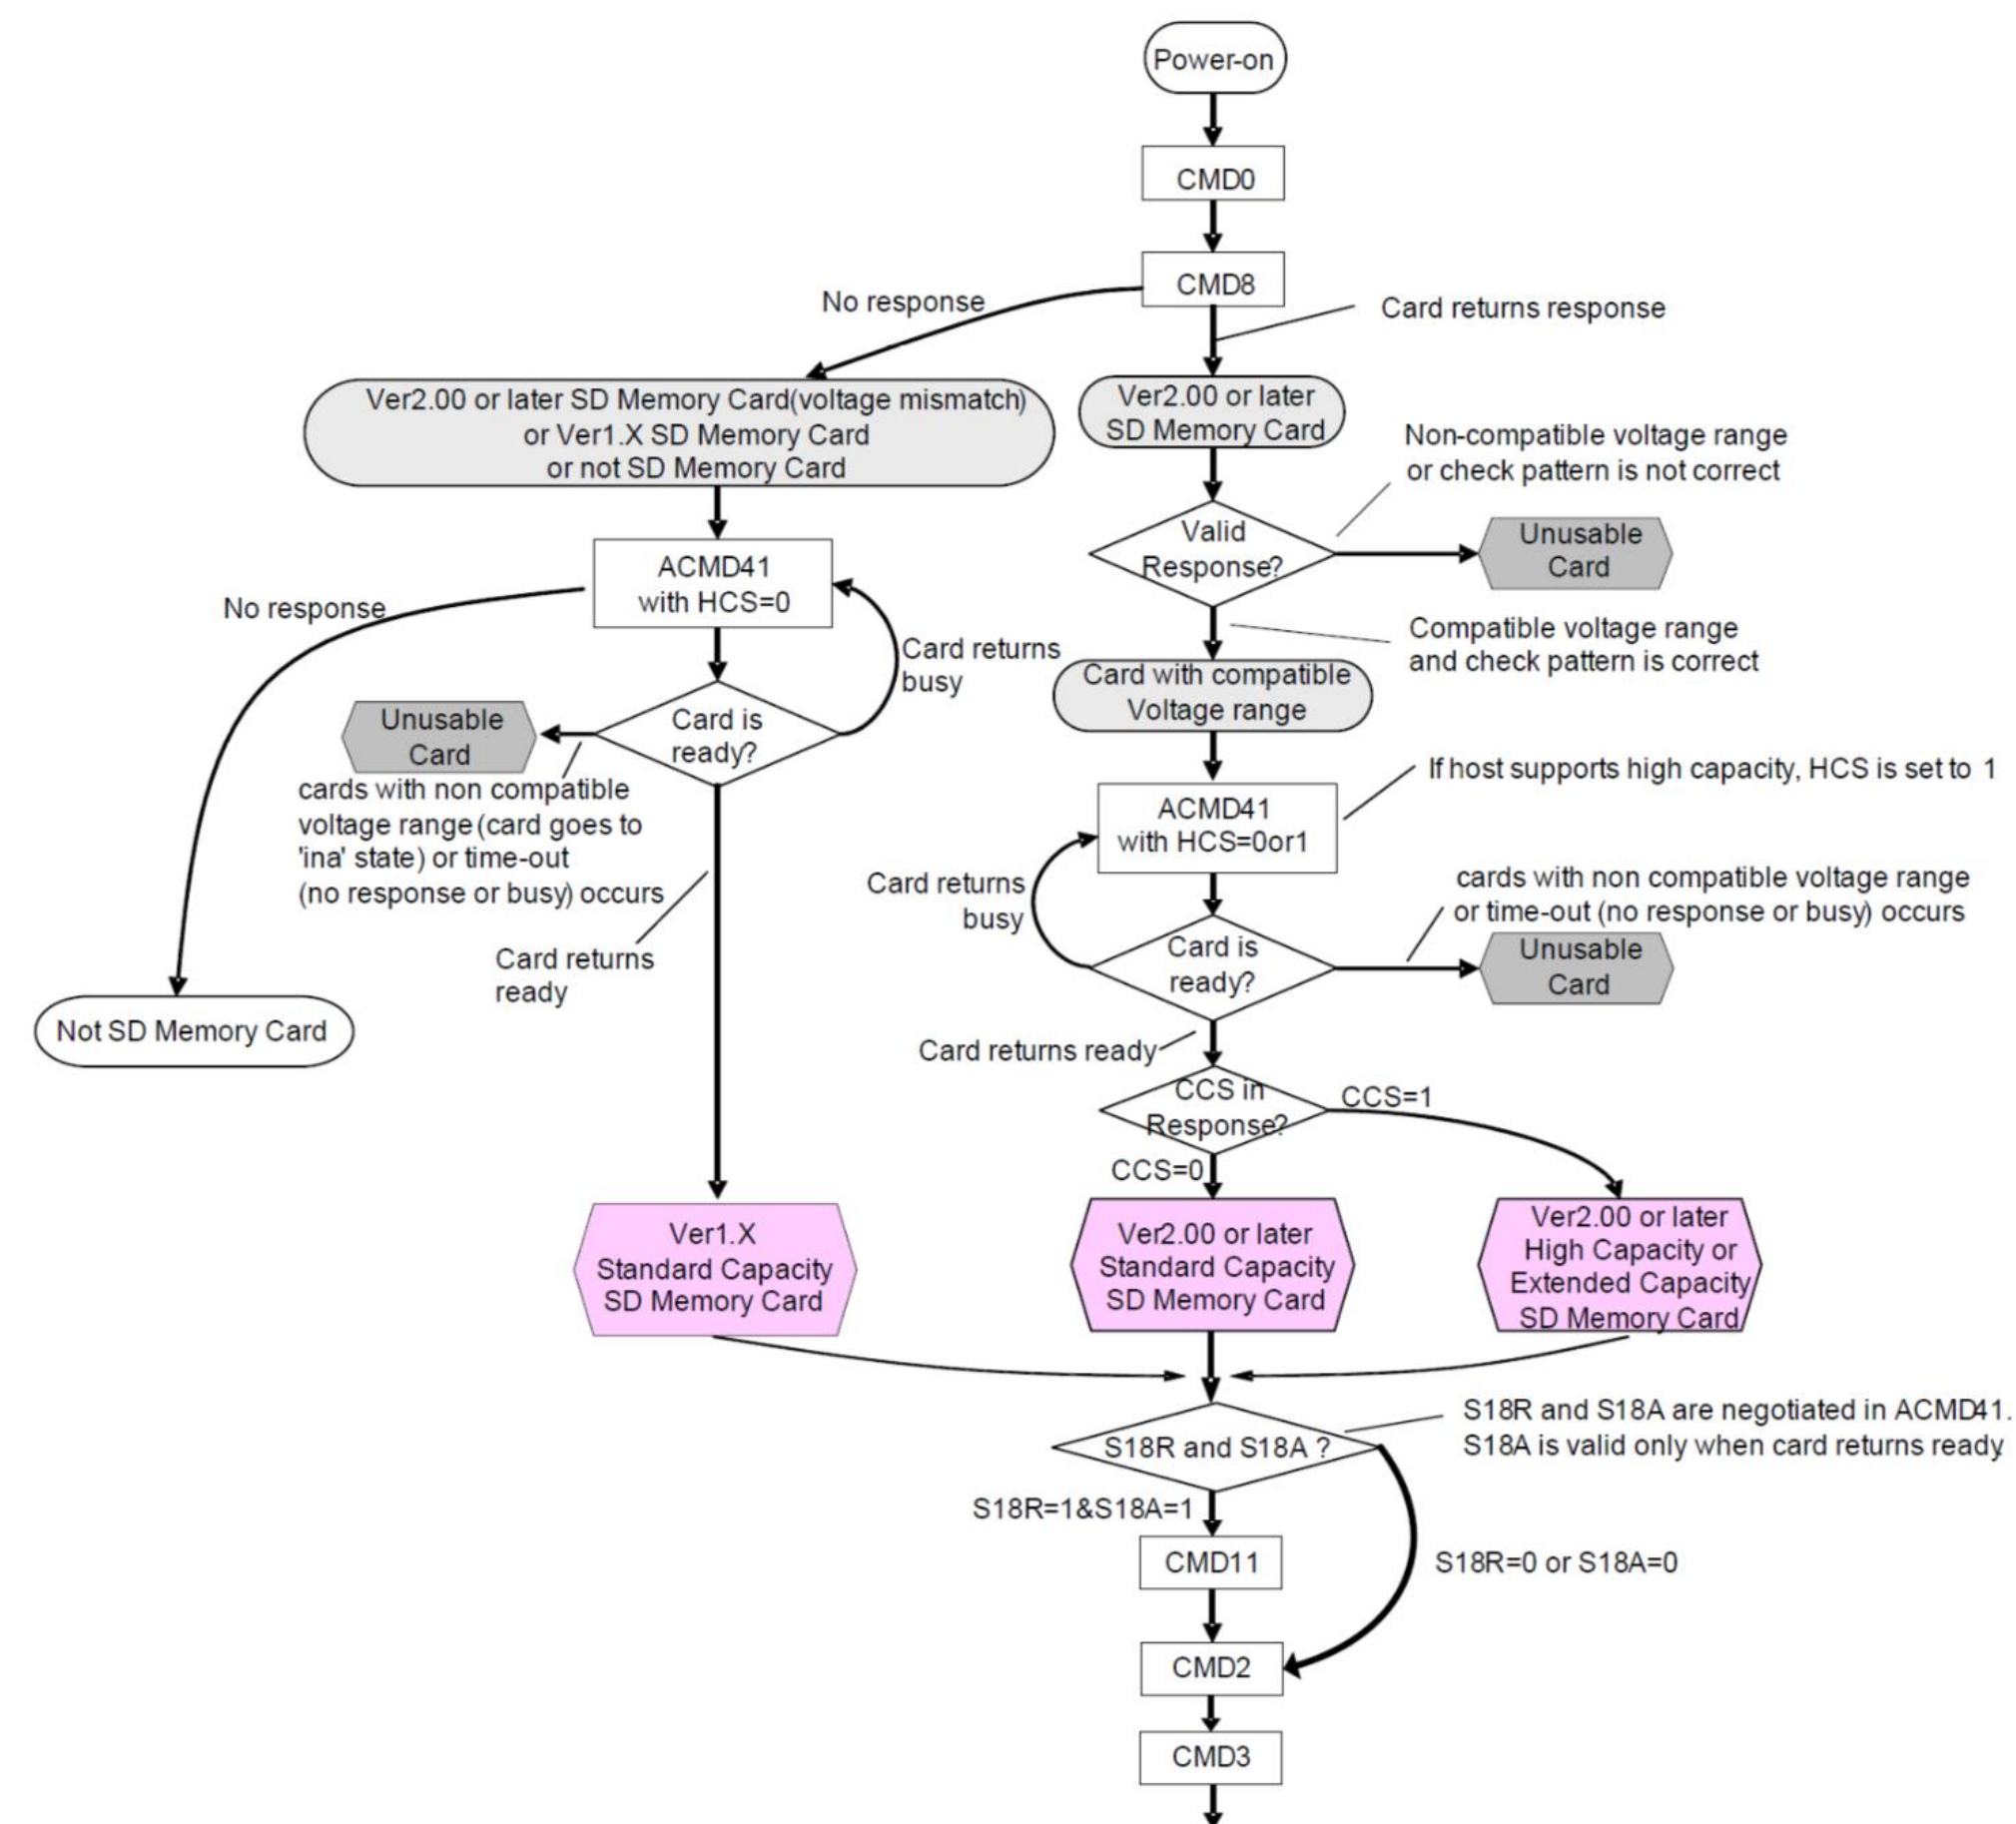 Power-on
CMD0
CMD8
No response
Card returns response
Ver2.00 or later SD Memory Card(voltage mismatch)
or Ver1.X SD Memory Card
or not SD Memory Card
Ver2.00 or later
SD Memory Card
Non-compatible voltage range
or check pattern is not correct
Valid
Response?
Unusable
Card
ACMD41
with HCS=0
No response
Card returns
busy
Compatible voltage range
and check pattern is correct
Card with compatible
Voltage range
Unusable
Card
Card is
ready?
cards with non compatible
voltage range (card goes to
'ina' state) or time-out
(no response or busy) occurs
If host supports high capacity, HCS is set to 1
ACMD41
with HCS=0or1
Card returns
busy
cards with non compatible voltage range
or time-out (no response or busy) occurs
Card is
ready?
Unusable
Card
Card returns
ready
Not SD Memory Card
Card returns ready
CCS in
Response?
CCS=1
CCS=0
Ver1.X
Standard Capacity
SD Memory Card
Ver2.00 or later
Standard Capacity
SD Memory Card
Ver2.00 or later
High Capacity or
Extended Capacity
SD Memory Card
S18R and S18A ?
S18R and S18A are negotiated in ACMD41.
S18A is valid only when card returns ready
S18R=1&S18A=1
CMD11
S18R=0 or S18A=0
CMD2
CMD3